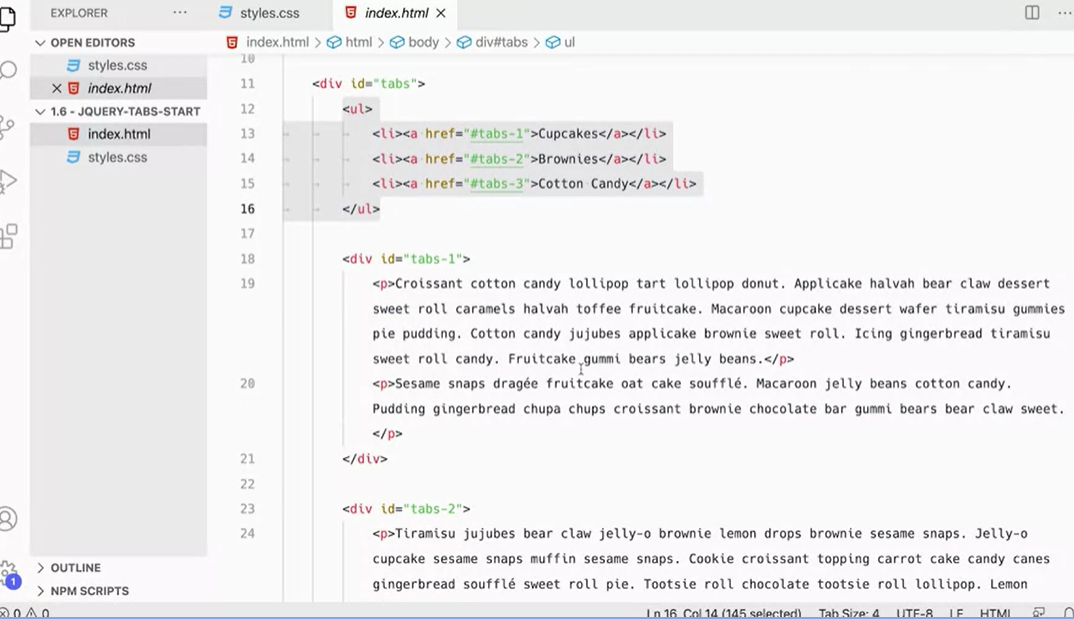 EXPLORER ··· styles.css index.html ×
OPEN EDITORS
styles.css
× index.html
1.6 - JQUERY-TABS-START
index.html
styles.css
OUTLINE
NPM SCRIPTS
1
index.html > html > body > div#tabs > ul
10
11 <div id="tabs">
12 <ul>
13 <li><a href="#tabs-1">Cupcakes</a></li>
14 <li><a href="#tabs-2">Brownies</a></li>
15 <li><a href="#tabs-3">Cotton Candy</a></li>
16 </ul>
17
18 <div id="tabs-1">
19 <p>Croissant cotton candy lollipop tart lollipop donut. Applicake halvah bear claw dessert
sweet roll caramels halvah toffee fruitcake. Macaroon cupcake dessert wafer tiramisu gummies
pie pudding. Cotton candy jujubes applicake brownie sweet roll. Icing gingerbread tiramisu
sweet roll candy. Fruitcake gummi bears jelly beans.</p>
20 <p>Sesame snaps dragée fruitcake oat cake soufflé. Macaroon jelly beans cotton candy.
Pudding gingerbread chupa chups croissant brownie chocolate bar gummi bears bear claw sweet.
</p>
21 </div>
22
23 <div id="tabs-2">
24 <p>Tiramisu jujubes bear claw jelly-o brownie lemon drops brownie sesame snaps. Jelly-o
cupcake sesame snaps muffin sesame snaps. Cookie croissant topping carrot cake candy canes
gingerbread soufflé sweet roll pie. Tootsie roll chocolate tootsie roll lollipop. Lemon
0 0 Ln 16, Col 14 (145 selected) Tab Size: 4 UTF-8 LF HTML